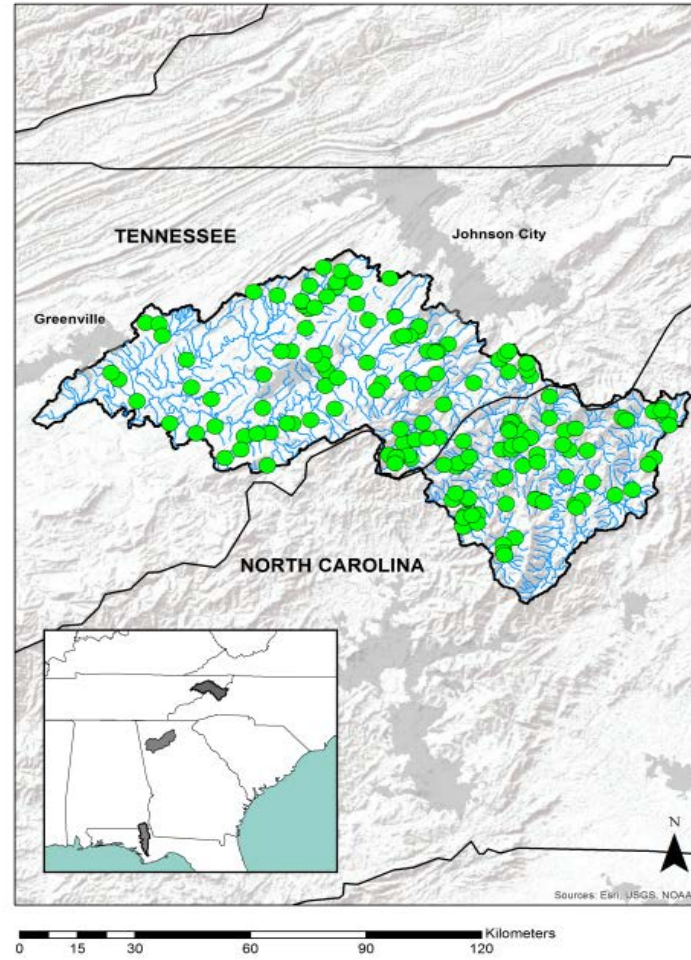 Johnson City
TENNESSEE
Greenville
NORTH CAROLINA
N
Sources: Esri, USGS, NOAA
Kilometers
0 15 30 60 90 120